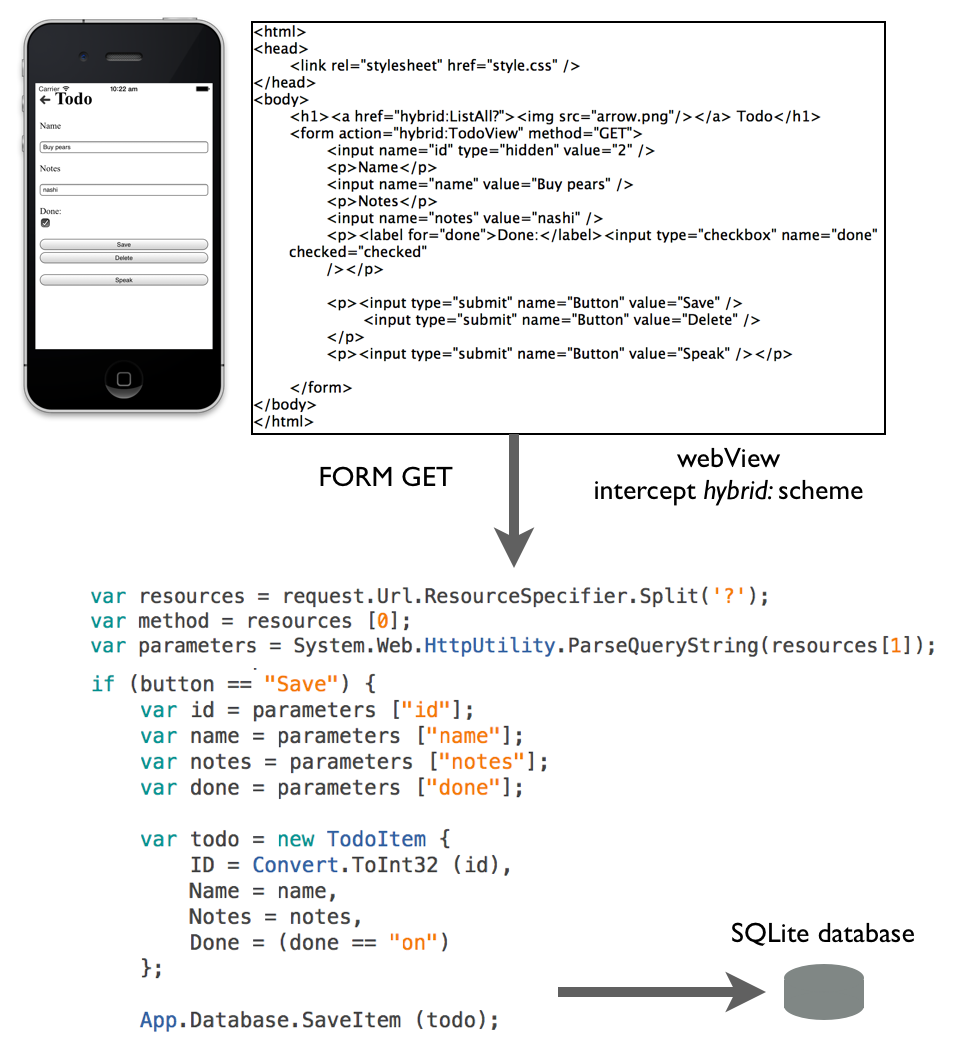 Carrier
10:22 am
Todo
Name
Buy pears
Notes
nashi
Done:
Save
Delete
Speak
<html>
<head>
<link rel="stylesheet" href="style.css" />
</head>
<body>
<h1><a href="hybrid:ListAll?"><img src="arrow.png"/></a> Todo</h1>
<form action="hybrid:TodoView" method="GET">
<input name="id" type="hidden" value="2" />
<p>Name</p>
<input name="name" value="Buy pears" />
<p>Notes</p>
<input name="notes" value="nashi" />
<p><label for="done">Done:</label><input type="checkbox" name="done"
checked="checked"
/></p>
<p><input type="submit" name="Button" value="Save" />
<input type="submit" name="Button" value="Delete" />
</p>
<p><input type="submit" name="Button" value="Speak" /></p>
</form>
</body>
</html>
FORM GET
webView
intercept hybrid: scheme
var resources = request.Url.ResourceSpecifier.Split('?');
var method = resources [0];
var parameters = System.Web.HttpUtility.ParseQueryString(resources[1]);
if (button == "Save") {
var id = parameters ["id"];
var name = parameters ["name"];
var notes = parameters ["notes"];
var done = parameters ["done"];
var todo = new TodoItem {
ID = Convert.ToInt32 (id),
Name = name,
Notes = notes,
Done = (done == "on")
};
App.Database.SaveItem (todo);
SQLite database